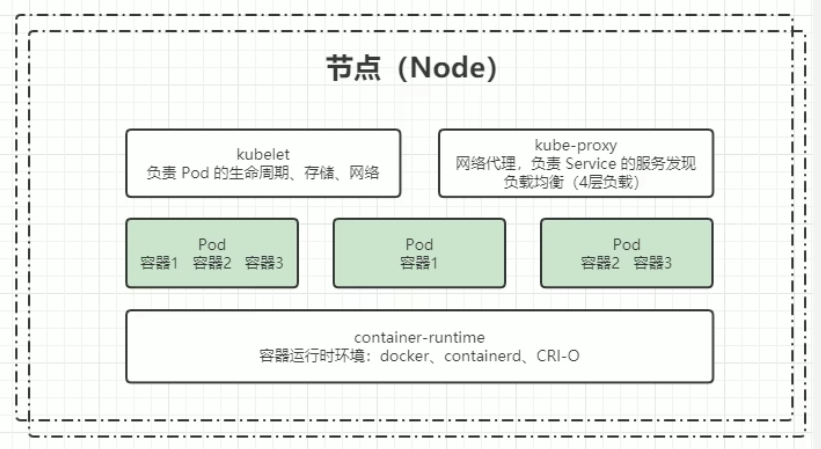 节点（Node）
kubelet
负责 Pod 的生命周期、存储、网络
kube-proxy
网络代理，负责 Service 的服务发现
负载均衡（4层负载）
Pod
容器1 容器2 容器3
Pod
容器1
Pod
容器2 容器3
container-runtime
容器运行时环境：docker、containerd、CRI-O